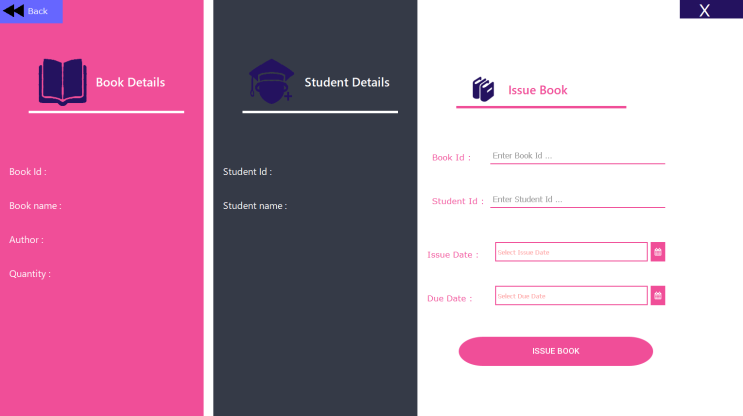 Back
X
Book Details
Book Id :
Book name :
Author :
Quantity :
Student Details
Student Id :
Student name :
Issue Book
Book Id :
Enter Book Id ...
Student Id :
Enter Student Id ...
Issue Date :
Select Issue Date
Due Date :
Select Due Date
ISSUE BOOK